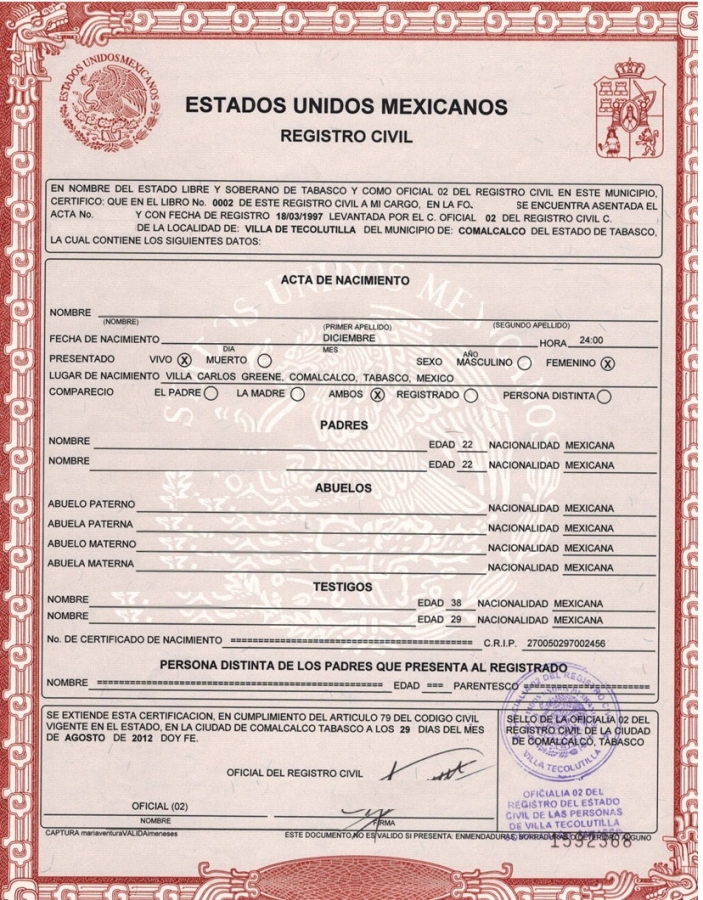 ESTADOS UNIDOS MEXICANOS
ESTADOS UNIDOS MEXICANOS
REGISTRO CIVIL
EN NOMBRE DEL ESTADO LIBRE Y SOBERANO DE TABASCO Y COMO OFICIAL 02 DEL REGISTRO CIVIL EN ESTE MUNICIPIO,
CERTIFICO: QUE EN EL LIBRO No. 0002 DE ESTE REGISTRO CIVIL A MI CARGO, EN LA FO. SE ENCUENTRA ASENTADA EL
ACTA No. Y CON FECHA DE REGISTRO 18/03/1997 LEVANTADA POR EL C. OFICIAL 02 DEL REGISTRO CIVIL C.
DE LA LOCALIDAD DE: VILLA DE TECOLUTILLA DEL MUNICIPIO DE: COMALCALCO DEL ESTADO DE TABASCO,
LA CUAL CONTIENE LOS SIGUIENTES DATOS:
ACTA DE NACIMIENTO
NOMBRE
(NOMBRE) (PRIMER APELLIDO) (SEGUNDO APELLIDO)
FECHA DE NACIMIENTO DICIEMBRE HORA 24:00
DIA MES AÑO
PRESENTADO VIVO (X) MUERTO SEXO MASCULINO FEMENINO (X)
LUGAR DE NACIMIENTO VILLA CARLOS GREENE, COMALCALCO, TABASCO, MEXICO
COMPARECIO EL PADRE LA MADRE AMBOS (X) REGISTRADO PERSONA DISTINTA
PADRES
NOMBRE EDAD 22 NACIONALIDAD MEXICANA
NOMBRE EDAD 22 NACIONALIDAD MEXICANA
ABUELOS
ABUELO PATERNO NACIONALIDAD MEXICANA
ABUELA PATERNA NACIONALIDAD MEXICANA
ABUELO MATERNO NACIONALIDAD MEXICANA
ABUELA MATERNA NACIONALIDAD MEXICANA
TESTIGOS
NOMBRE EDAD 38 NACIONALIDAD MEXICANA
NOMBRE EDAD 29 NACIONALIDAD MEXICANA
No. DE CERTIFICADO DE NACIMIENTO C.R.I.P. 270050297002456
PERSONA DISTINTA DE LOS PADRES QUE PRESENTA AL REGISTRADO
NOMBRE EDAD === PARENTESCO
SE EXTIENDE ESTA CERTIFICACION, EN CUMPLIMIENTO DEL ARTICULO 79 DEL CODIGO CIVIL
VIGENTE EN EL ESTADO, EN LA CIUDAD DE COMALCALCO TABASCO A LOS 29 DIAS DEL MES
DE AGOSTO DE 2012 DOY FE.
SELLO DE LA OFICIALIA 02 DEL
REGISTRO CIVIL DE LA CIUDAD
DE COMALCALCO, TABASCO
VILLA TECOLUTILLA
OFICIAL DEL REGISTRO CIVIL
OFICIALIA 02 DEL
REGISTRO DEL ESTADO
CIVIL DE LAS PERSONAS
DE VILLA TECOLUTILLA
OFICIAL (02)
NOMBRE FIRMA
CAPTURA mariaventuraVALIDAimeneses
ESTE DOCUMENTO NO ES VALIDO SI PRESENTA: ENMENDADURAS, BORRADURAS O DETERIORO ALGUNO
1592368